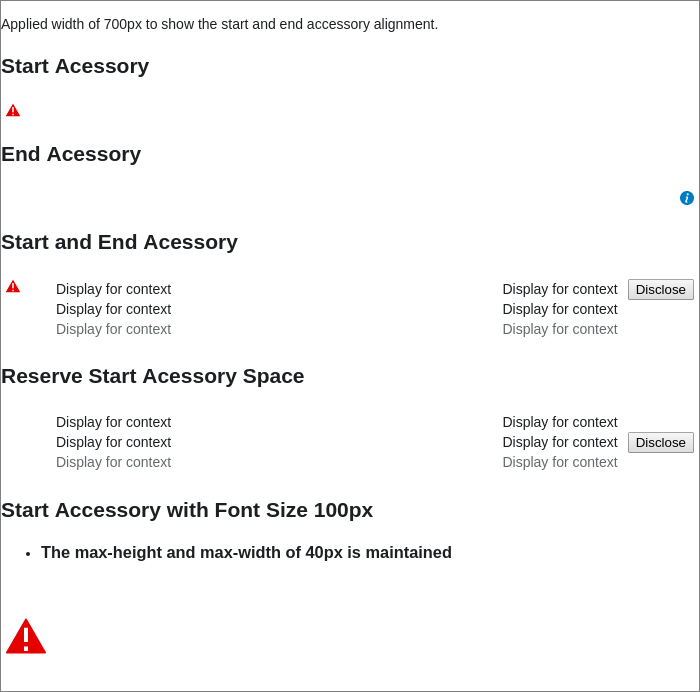 Applied width of 700px to show the start and end accessory alignment.
Start Acessory
End Acessory
Start and End Acessory
Display for context Display for context Disclose
Display for context Display for context
Display for context Display for context
Reserve Start Acessory Space
Display for context Display for context
Display for context Display for context Disclose
Display for context Display for context
Start Accessory with Font Size 100px
• The max-height and max-width of 40px is maintained